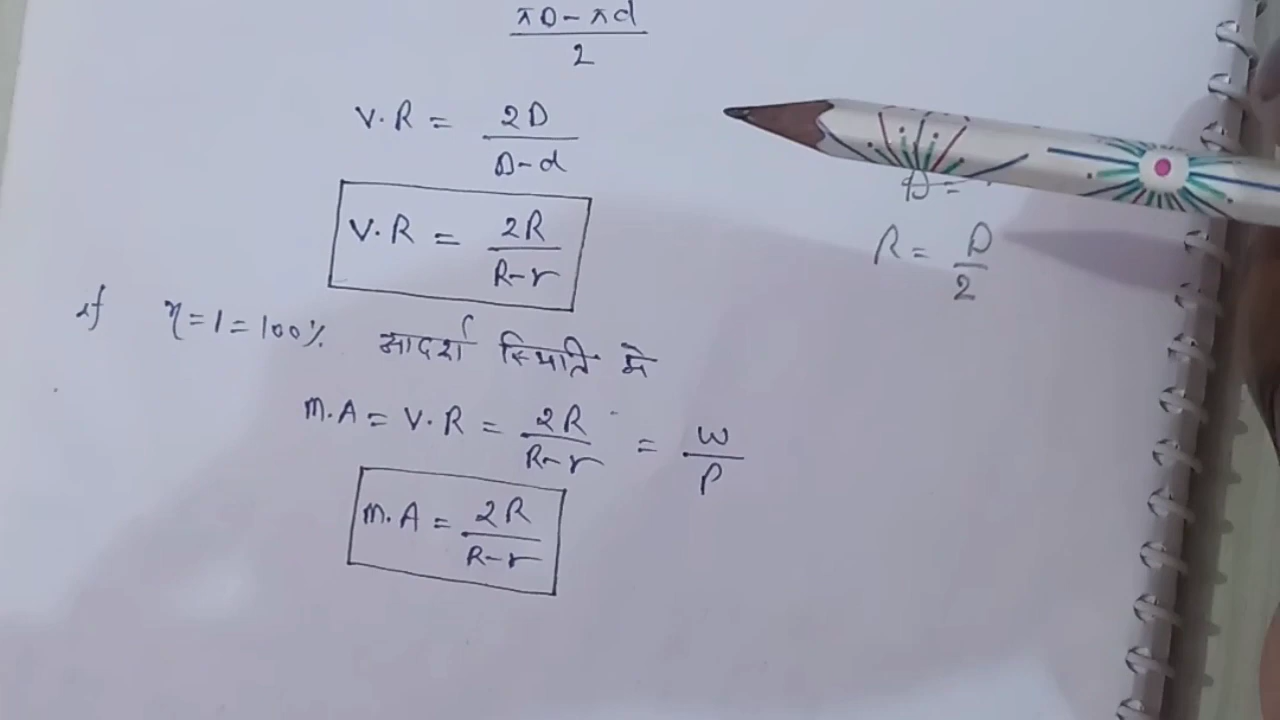 πD - πd / 2
V.R = 2D / D-d
V.R = 2R / R-r
R = D/2
if η = 1 = 100% आदर्श स्थिति मे
M.A = V.R = 2R / R-r = W / P
M.A = 2R / R-r